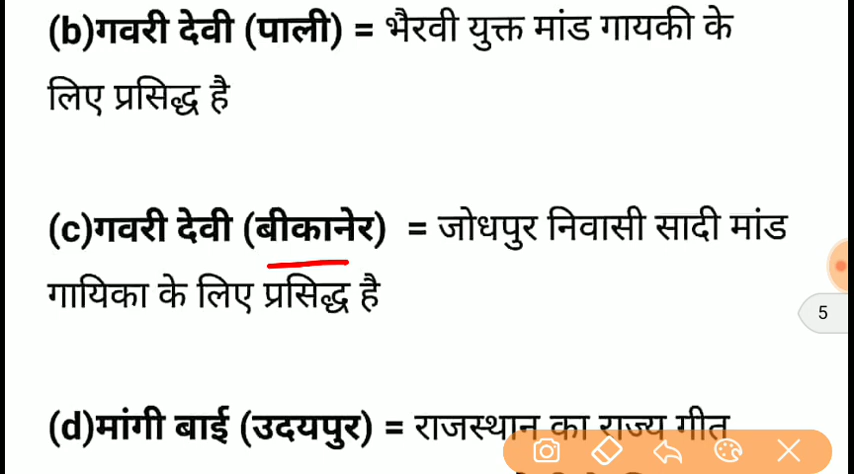 (b)गवरी देवी (पाली) = भैरवी युक्त मांड गायकी के
लिए प्रसिद्ध है
(c)गवरी देवी (बीकानेर) = जोधपुर निवासी सादी मांड
गायिका के लिए प्रसिद्ध है
5
(d)मांगी बाई (उदयपुर) = राजस्थान का राज्य गीत